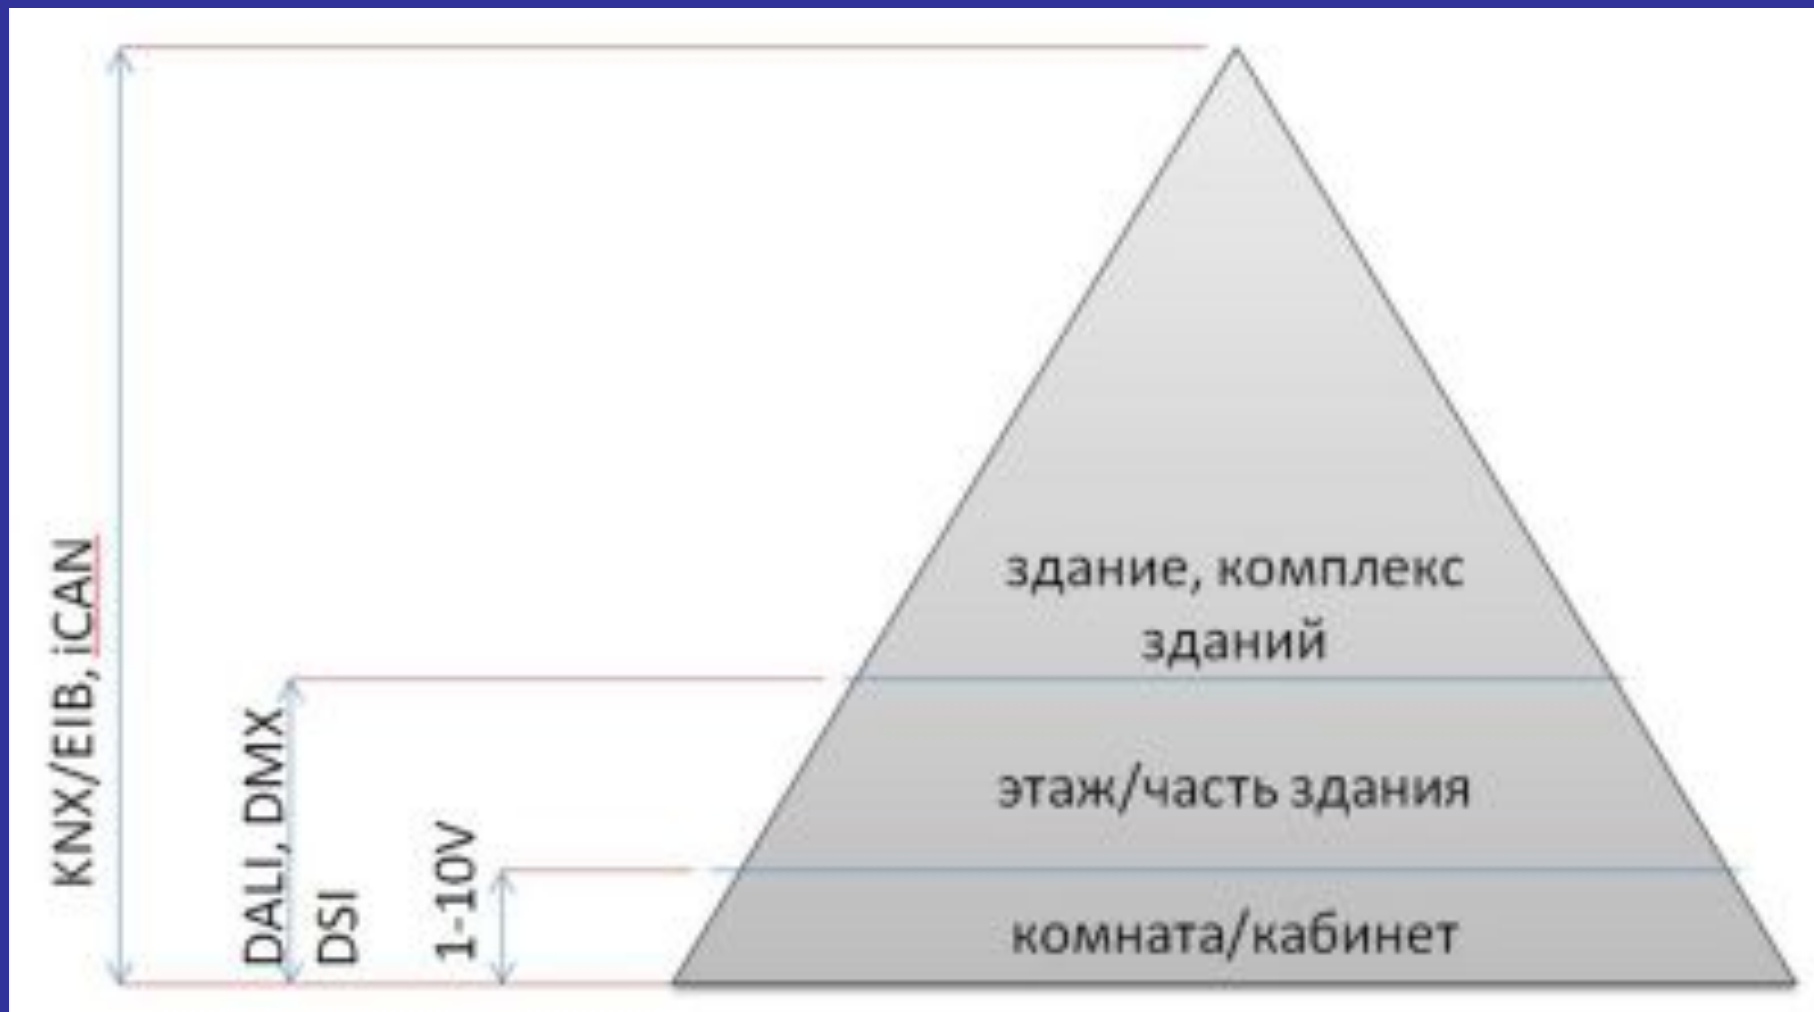 KNX/EIB, iCAN
DALI, DMX
DSI
1-10V
здание, комплекс
зданий
этаж/часть здания
комната/кабинет